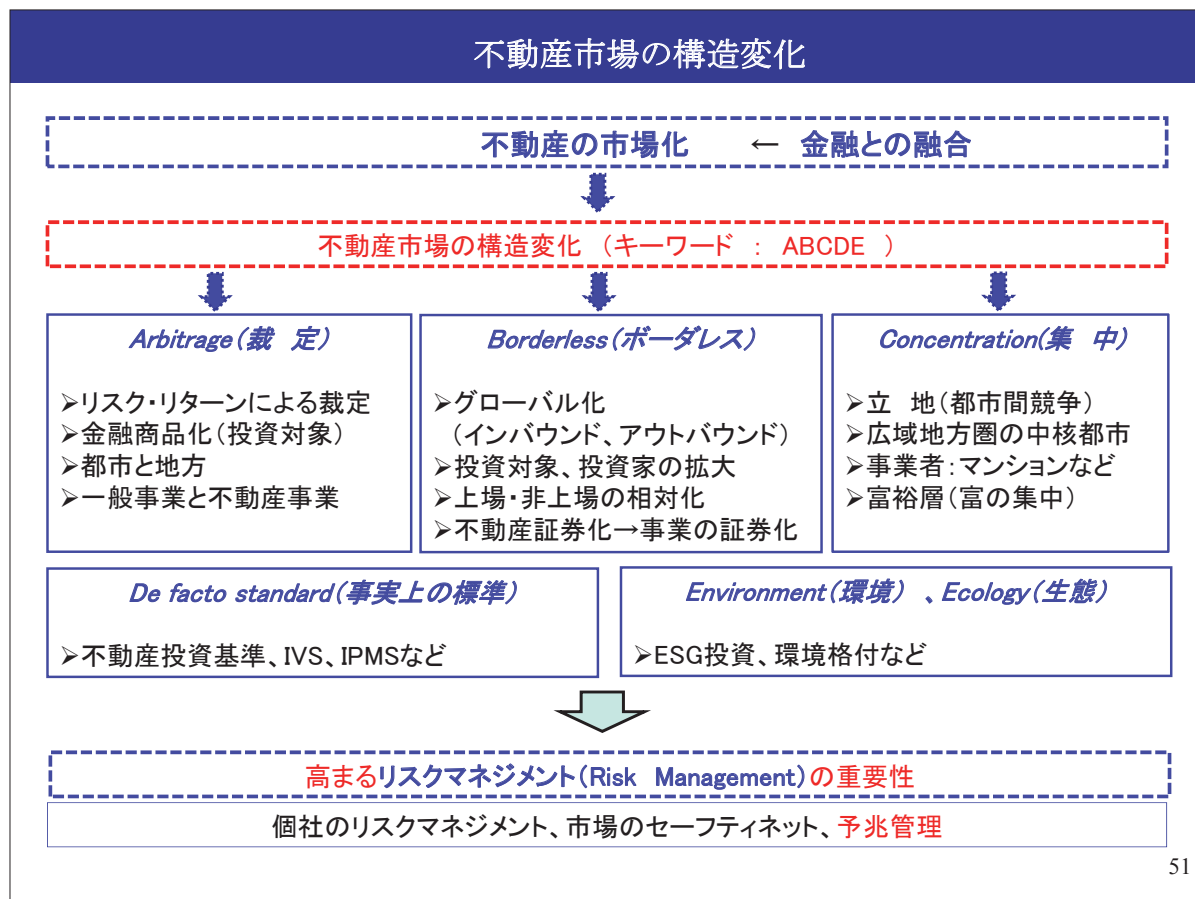 不動産市場の構造変化
不動産の市場化 ← 金融との融合
不動産市場の構造変化 （キーワード ： ABCDE ）
Arbitrage（裁 定）
➢リスク・リターンによる裁定
➢金融商品化（投資対象）
➢都市と地方
➢一般事業と不動産事業
Borderless（ボーダレス）
➢グローバル化
（インバウンド、アウトバウンド）
➢投資対象、投資家の拡大
➢上場・非上場の相対化
➢不動産証券化→事業の証券化
Concentration(集 中）
➢立 地（都市間競争）
➢広域地方圏の中核都市
➢事業者：マンションなど
➢富裕層（富の集中）
De facto standard（事実上の標準）
➢不動産投資基準、IVS、IPMSなど
Environment（環境） 、Ecology（生態）
➢ESG投資、環境格付など
高まるリスクマネジメント（Risk Management）の重要性
個社のリスクマネジメント、市場のセーフティネット、予兆管理
51